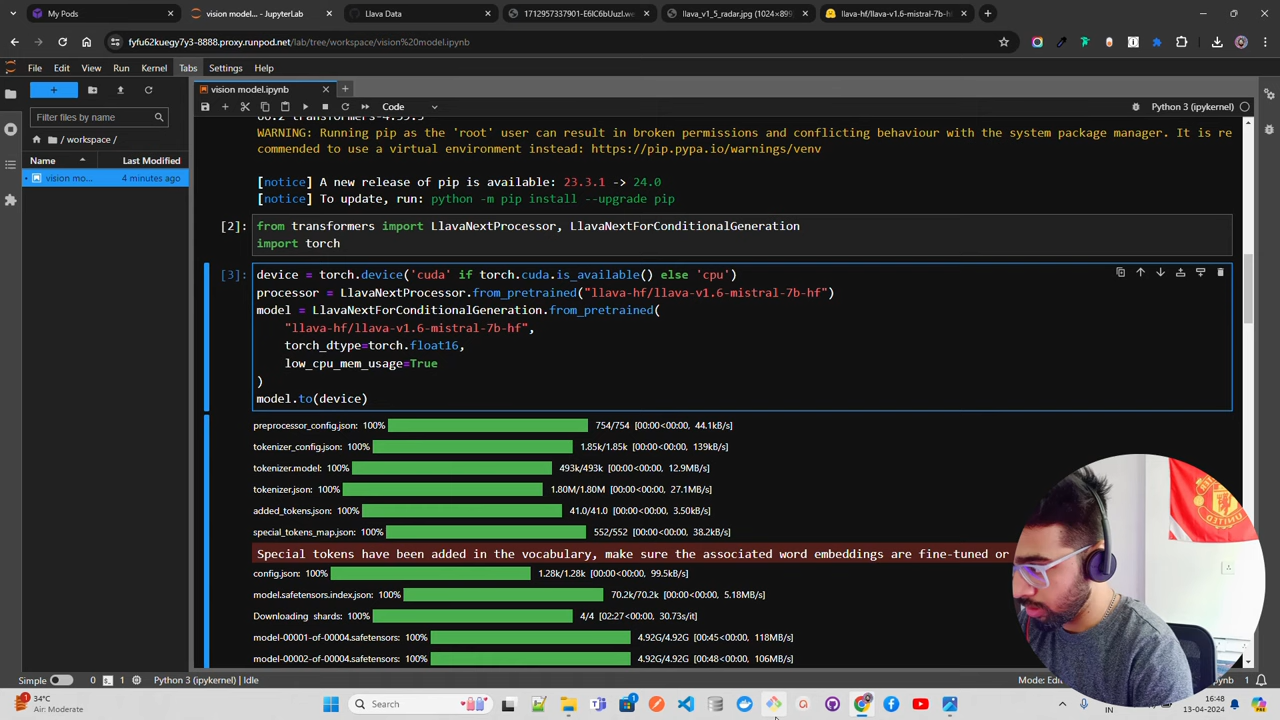 My Pods
vision model... - JupyterLab
Llava Data
1712957337901-E6lC6bUuzI.we
llava_v1_5_radar.jpg (1024×899)
llava-hf/llava-v1.6-mistral-7b-h
fyfu62kuegy7y3-8888.proxy.runpod.net/lab/tree/workspace/vision%20model.ipynb
File Edit View Run Kernel Tabs Settings Help
vision model.ipynb
Code
Python 3 (ipykernel)
Filter files by name
/ workspace /
Name Last Modified
vision mo... 4 minutes ago
WARNING: Running pip as the 'root' user can result in broken permissions and conflicting behaviour with the system package manager. It is re
commended to use a virtual environment instead: https://pip.pypa.io/warnings/venv
[notice] A new release of pip is available: 23.3.1 -> 24.0
[notice] To update, run: python -m pip install --upgrade pip
[2]: from transformers import LlavaNextProcessor, LlavaNextForConditionalGeneration
import torch
[3]: device = torch.device('cuda' if torch.cuda.is_available() else 'cpu')
processor = LlavaNextProcessor.from_pretrained("llava-hf/llava-v1.6-mistral-7b-hf")
model = LlavaNextForConditionalGeneration.from_pretrained(
"llava-hf/llava-v1.6-mistral-7b-hf",
torch_dtype=torch.float16,
low_cpu_mem_usage=True
)
model.to(device)
preprocessor_config.json: 100% 754/754 [00:00<00:00, 44.1kB/s]
tokenizer_config.json: 100% 1.85k/1.85k [00:00<00:00, 139kB/s]
tokenizer.model: 100% 493k/493k [00:00<00:00, 12.9MB/s]
tokenizer.json: 100% 1.80M/1.80M [00:00<00:00, 27.1MB/s]
added_tokens.json: 100% 41.0/41.0 [00:00<00:00, 3.50kB/s]
special_tokens_map.json: 100% 552/552 [00:00<00:00, 38.2kB/s]
Special tokens have been added in the vocabulary, make sure the associated word embeddings are fine-tuned or
config.json: 100% 1.28k/1.28k [00:00<00:00, 99.5kB/s]
model.safetensors.index.json: 100% 70.2k/70.2k [00:00<00:00, 5.18MB/s]
Downloading shards: 100% 4/4 [02:27<00:00, 30.73s/it]
model-00001-of-00004.safetensors: 100% 4.92G/4.92G [00:45<00:00, 118MB/s]
model-00002-of-00004.safetensors: 100% 4.92G/4.92G [00:48<00:00, 106MB/s]
UNITED
Simple 0 1 Python 3 (ipykernel) | Idle
34°C
Air: Moderate
Search
IN
16:48
13-04-2024